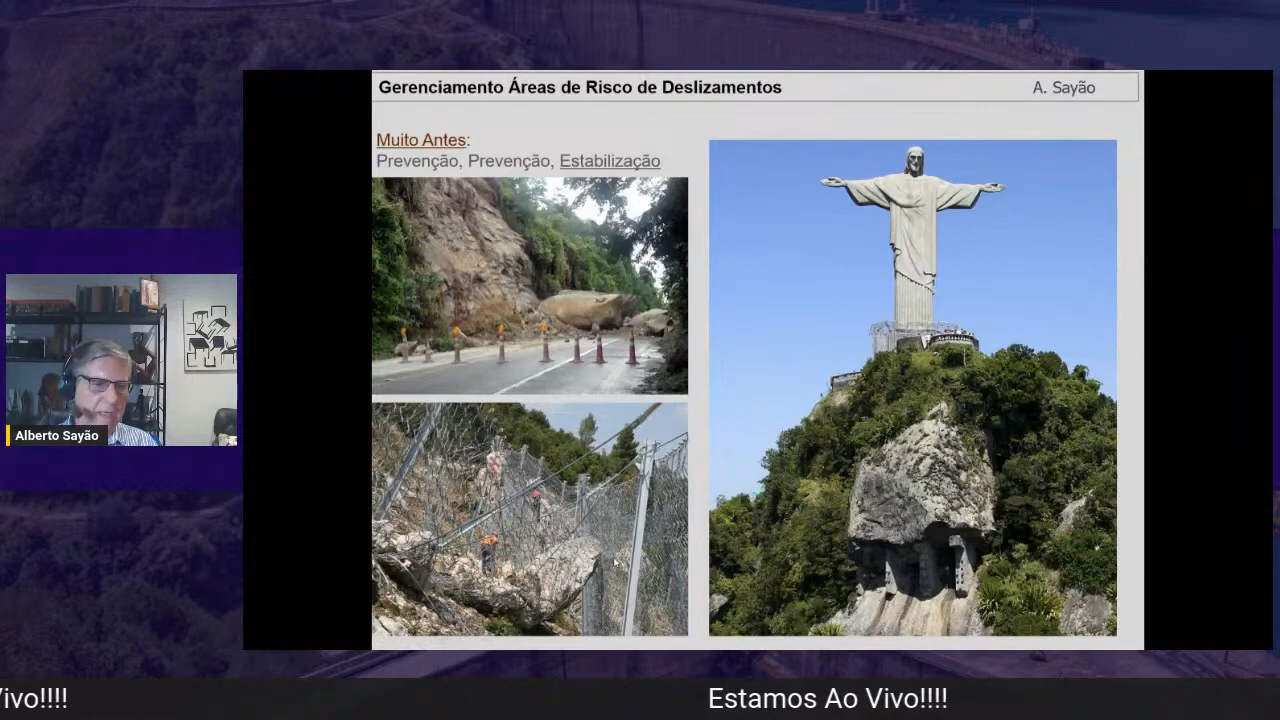 Gerenciamento Áreas de Risco de Deslizamentos
A. Sayão
Muito Antes:
Prevenção, Prevenção, Estabilização
Alberto Sayão
Vivo!!!!
Estamos Ao Vivo!!!!